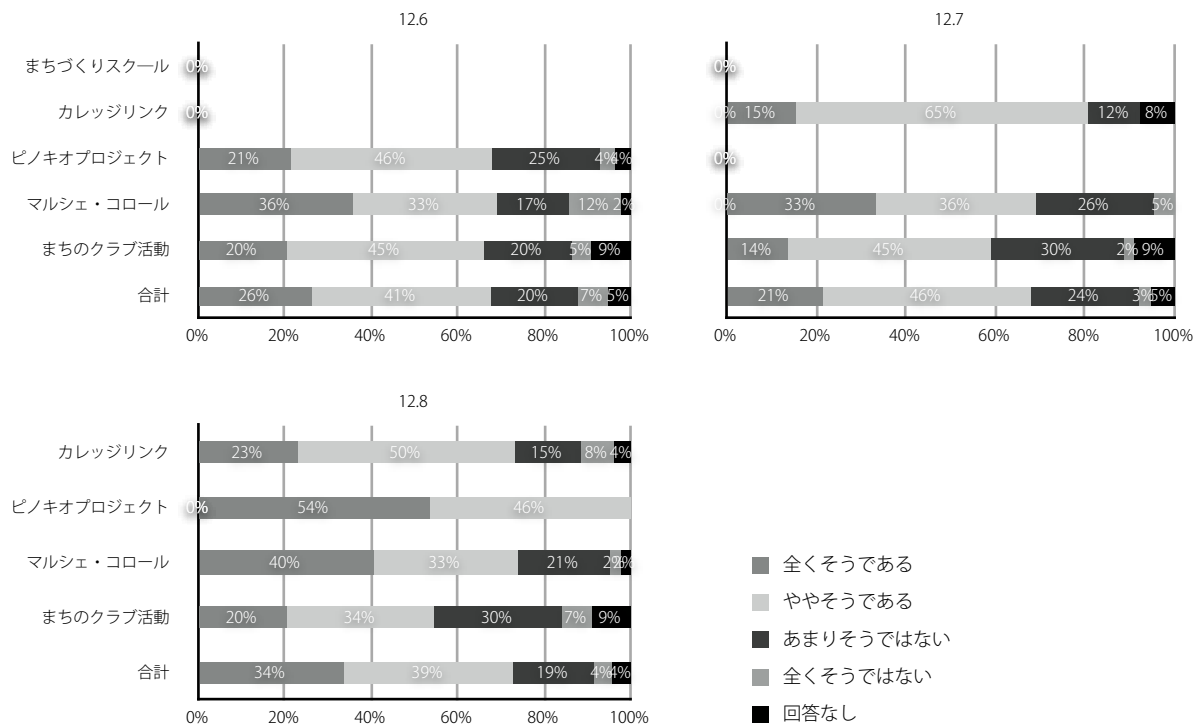 12.6
まちづくりスクール 0%
カレッジリンク 0%
ピノキオプロジェクト 21% 46% 25% 4% 4%
マルシェ・コロール 36% 33% 17% 12% 2%
まちのクラブ活動 20% 45% 20% 5% 9%
合計 26% 41% 20% 7% 5%
0% 20% 40% 60% 80% 100%
12.7
0%
15% 65% 12% 8%
0%
0% 33% 36% 26% 5%
14% 45% 30% 2% 9%
21% 46% 24% 3% 5%
0% 20% 40% 60% 80% 100%
12.8
カレッジリンク 23% 50% 15% 8% 4%
ピノキオプロジェクト 0% 54% 46%
マルシェ・コロール 40% 33% 21% 2% 2%
まちのクラブ活動 20% 34% 30% 7% 9%
合計 34% 39% 19% 4% 4%
0% 20% 40% 60% 80% 100%
全くそうである
ややそうである
あまりそうではない
全くそうではない
回答なし